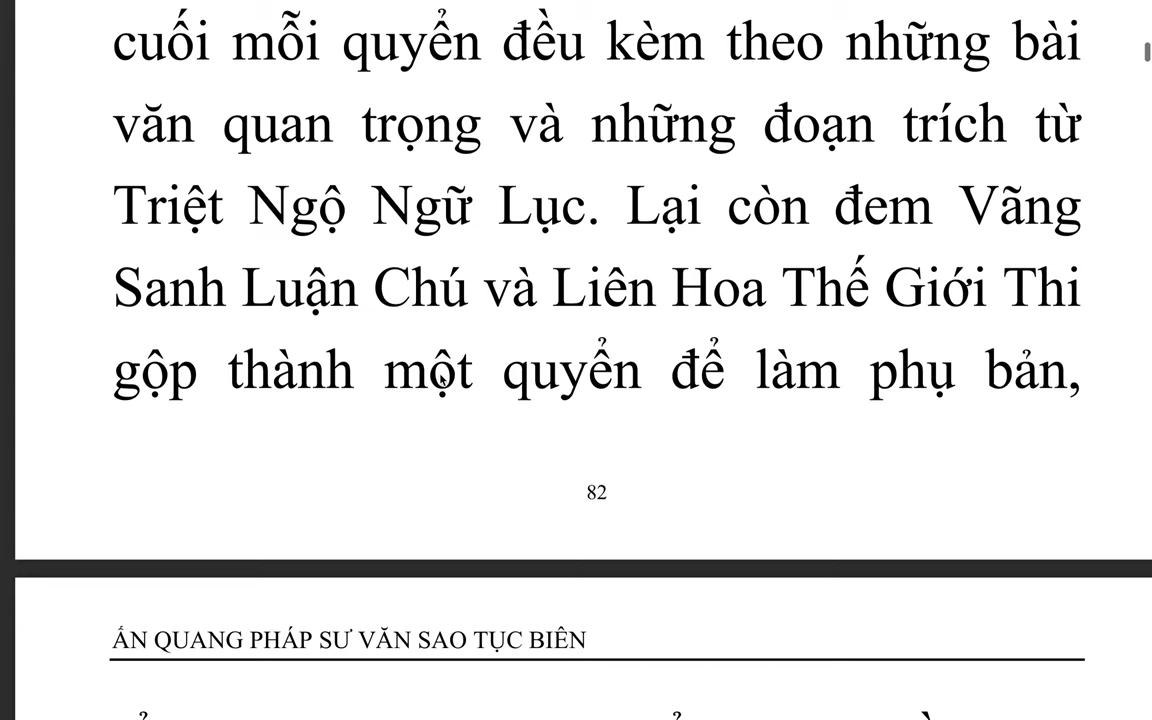 cuối mỗi quyển đều kèm theo những bài
văn quan trọng và những đoạn trích từ
Triệt Ngộ Ngữ Lục. Lại còn đem Vãng
Sanh Luận Chú và Liên Hoa Thế Giới Thi
gộp thành một quyển để làm phụ bản,
82
ẤN QUANG PHÁP SƯ VĂN SAO TỤC BIÊN